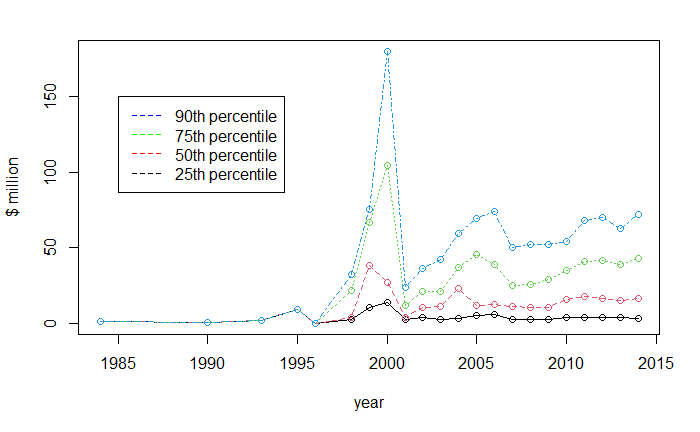 $ million
150
100
50
0
90th percentile
75th percentile
50th percentile
25th percentile
1985 1990 1995 2000 2005 2010 2015
year